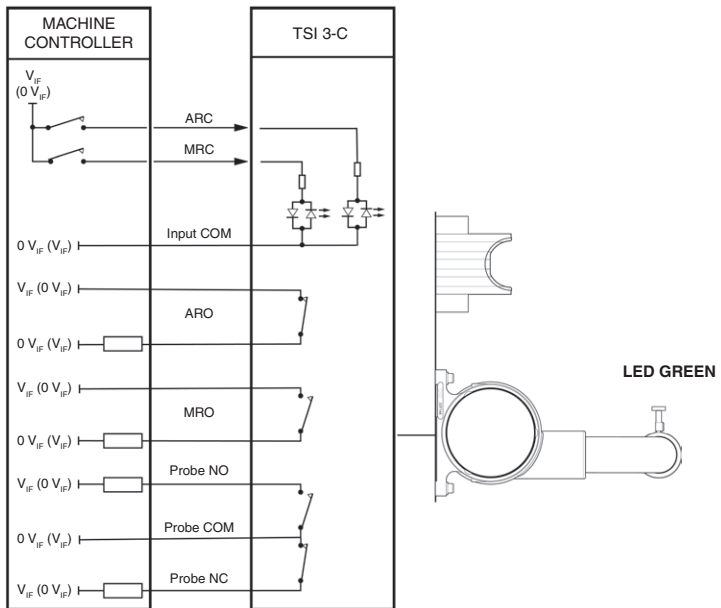 MACHINE
CONTROLLER
TSI 3-C
V_IF
(0 V_IF)
ARC
MRC
Input COM
0 V_IF (V_IF)
V_IF (0 V_IF)
ARO
0 V_IF (V_IF)
V_IF (0 V_IF)
MRO
0 V_IF (V_IF)
Probe NO
V_IF (0 V_IF)
Probe COM
0 V_IF (V_IF)
Probe NC
V_IF (0 V_IF)
LED GREEN